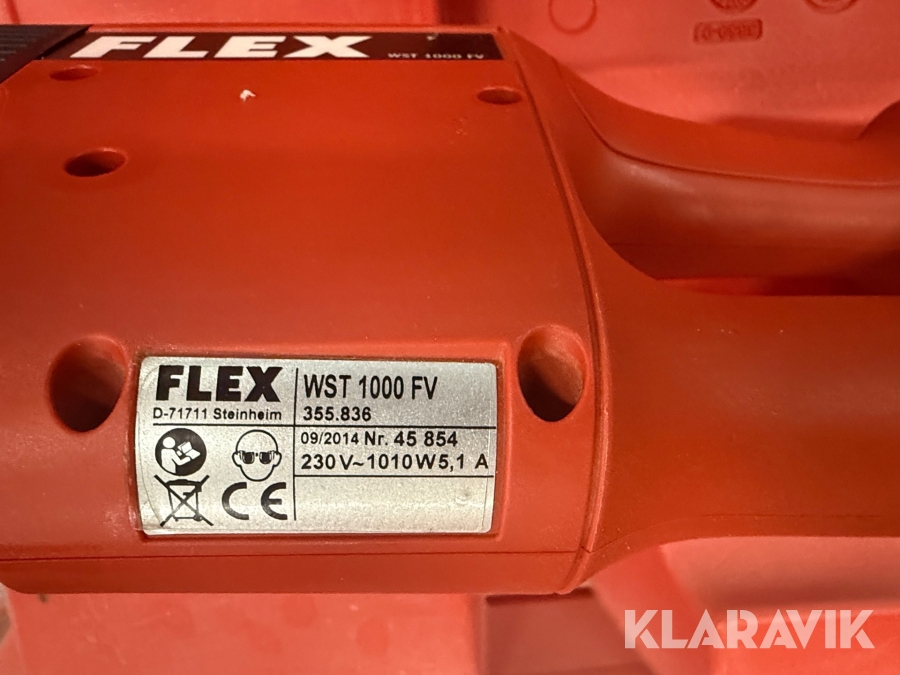 FLEX WST 1000 FV
FLEX
D-71711 Steinheim
WST 1000 FV
355.836
09/2014 Nr. 45 854
230V~1010W5,1 A
CE
KLARAVIK